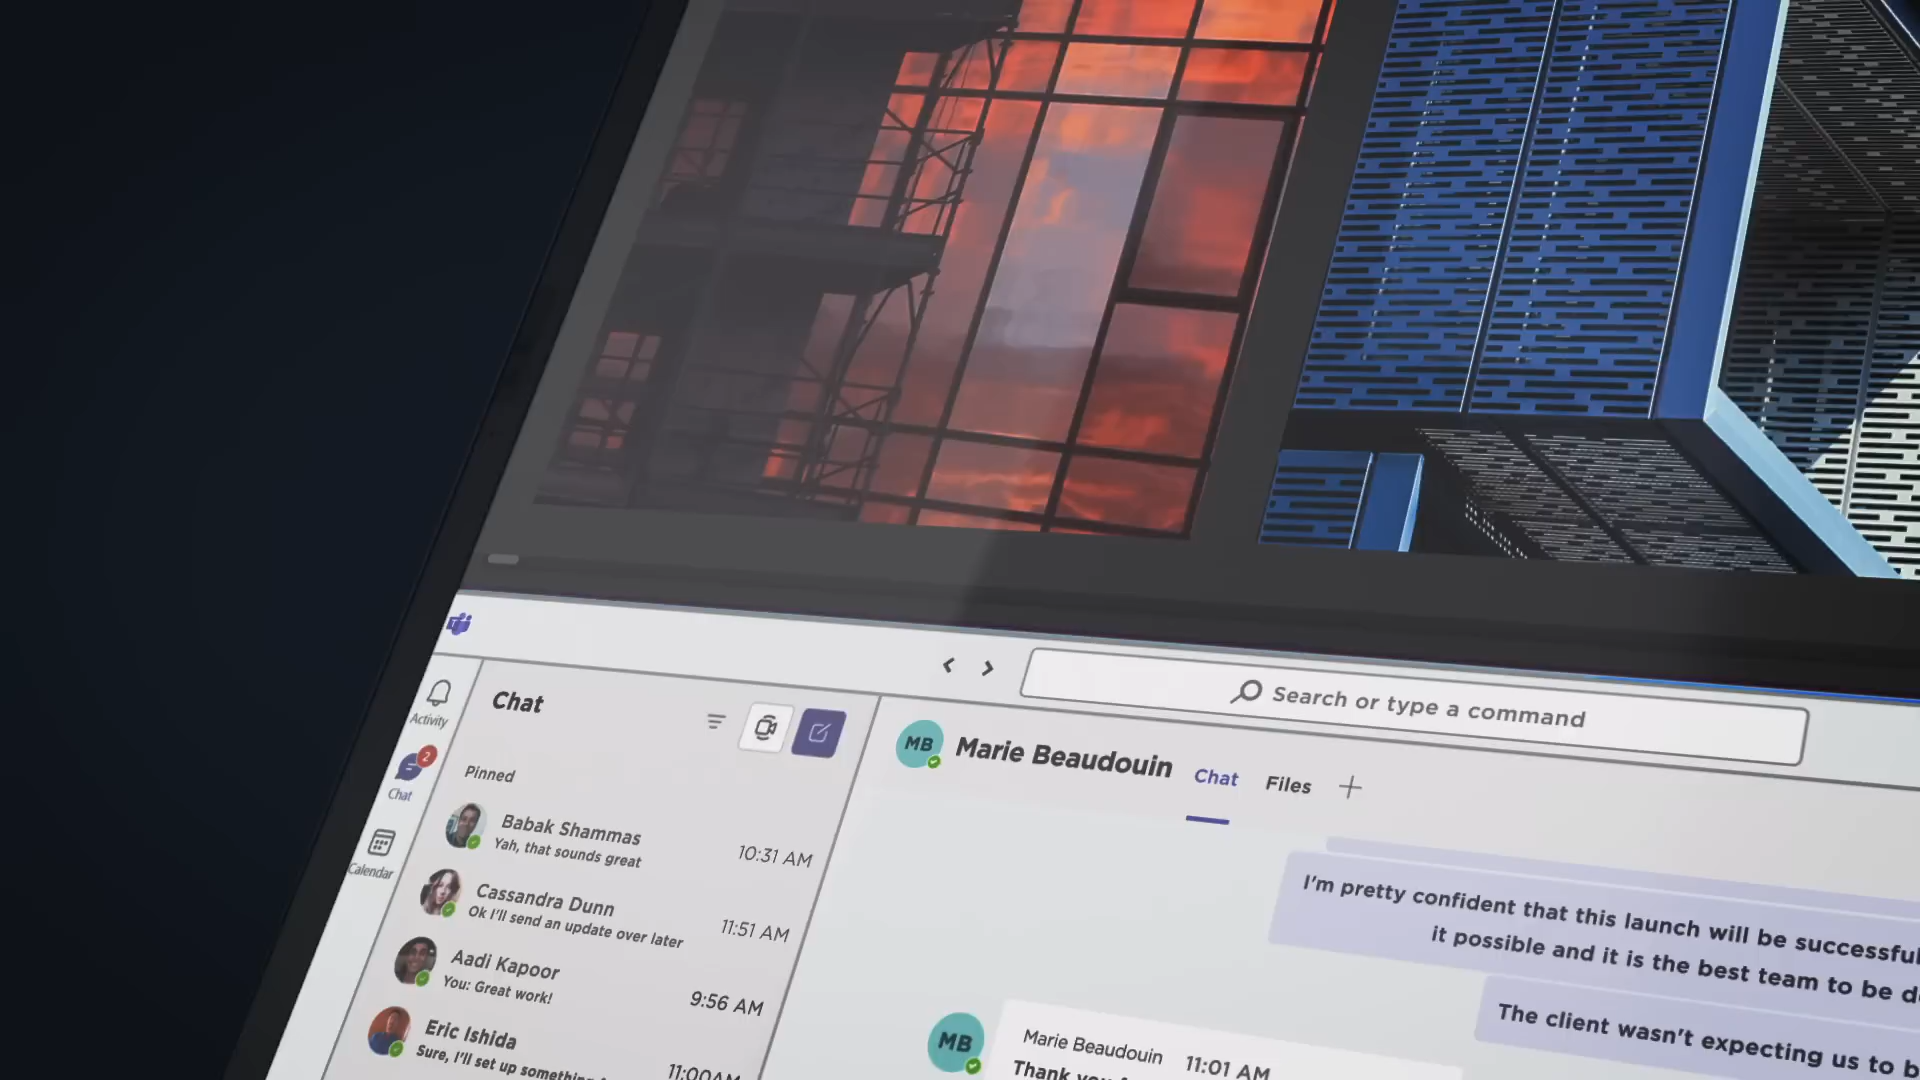 Search or type a command
Activity
2
Chat
Calendar
Chat
Pinned
Babak Shammas
Yah, that sounds great
10:31 AM
Cassandra Dunn
Ok I'll send an update over later
11:51 AM
Aadi Kapoor
You: Great work!
9:56 AM
Eric Ishida
Sure, I'll set up something
11:00AM
MB
Marie Beaudouin
Chat
Files
I'm pretty confident that this launch will be successful
it possible and it is the best team to be
The client wasn't expecting us to
MB
Marie Beaudouin 11:01 AM
Thank